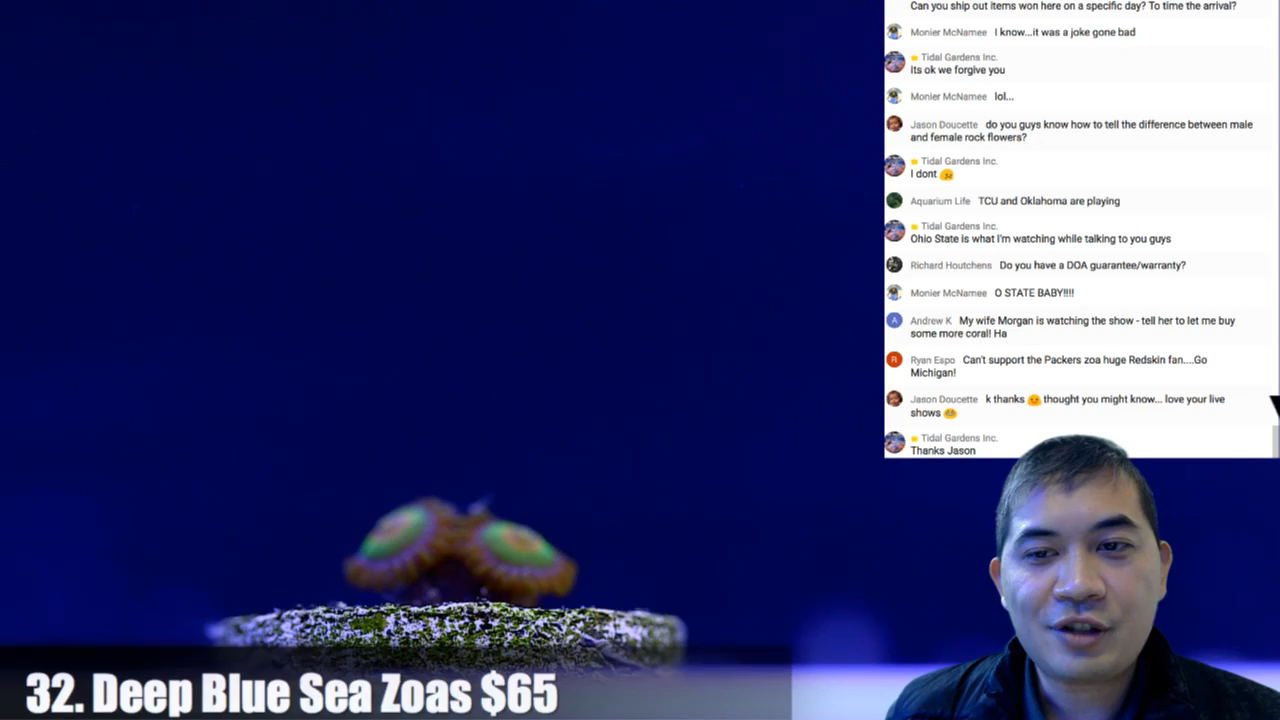 Can you ship out items won here on a specific day? To time the arrival?
Monier McNamee I know...it was a joke gone bad
Tidal Gardens Inc.
Its ok we forgive you
Monier McNamee lol...
Jason Doucette do you guys know how to tell the difference between male
and female rock flowers?
Tidal Gardens Inc.
I dont
Aquarium Life TCU and Oklahoma are playing
Tidal Gardens Inc.
Ohio State is what I'm watching while talking to you guys
Richard Houtchens Do you have a DOA guarantee/warranty?
Monier McNamee O STATE BABY!!!!
A Andrew K My wife Morgan is watching the show - tell her to let me buy
some more coral! Ha
R Ryan Espo Can't support the Packers zoa huge Redskin fan....Go
Michigan!
Jason Doucette k thanks thought you might know... love your live
shows
Tidal Gardens Inc.
Thanks Jason
32. Deep Blue Sea Zoas $65